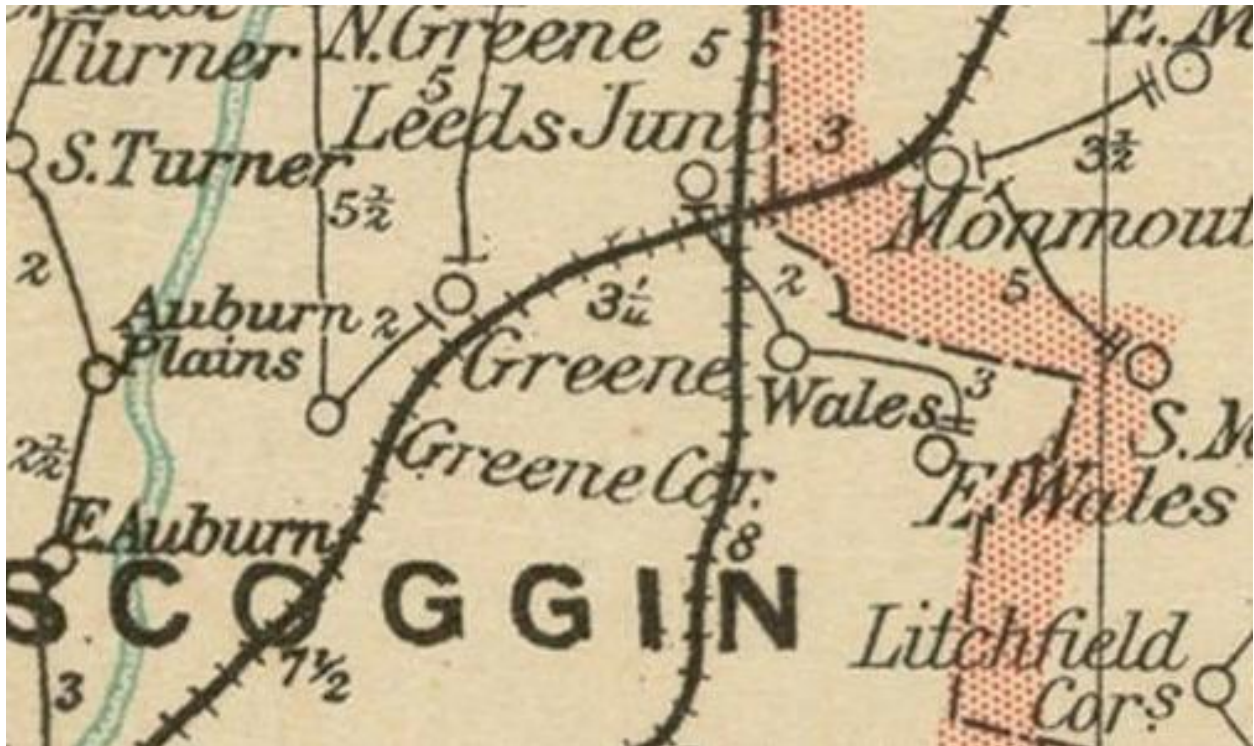 Turner
N. Greene
5
5
Leeds Junc.
3
S. Turner
3½
5½
Monmout
2
Auburn
Plains
2
3¼
2
5
Greene
Wales
3
2½
Greene Cor.
S. M
E. Wales
E. Auburn
8
SCOGGIN
7½
3
Litchfield
Cors
E. M